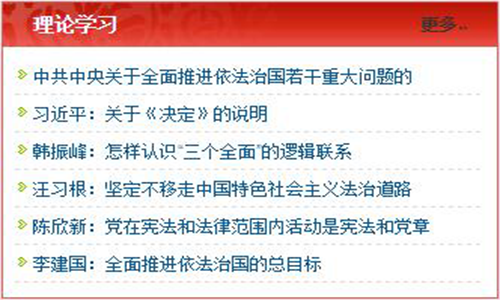 理论学习
更多..
中共中央关于全面推进依法治国若干重大问题的
习近平：关于《决定》的说明
韩振峰：怎样认识“三个全面”的逻辑联系
汪习根：坚定不移走中国特色社会主义法治道路
陈欣新：党在宪法和法律范围内活动是宪法和党章
李建国：全面推进依法治国的总目标